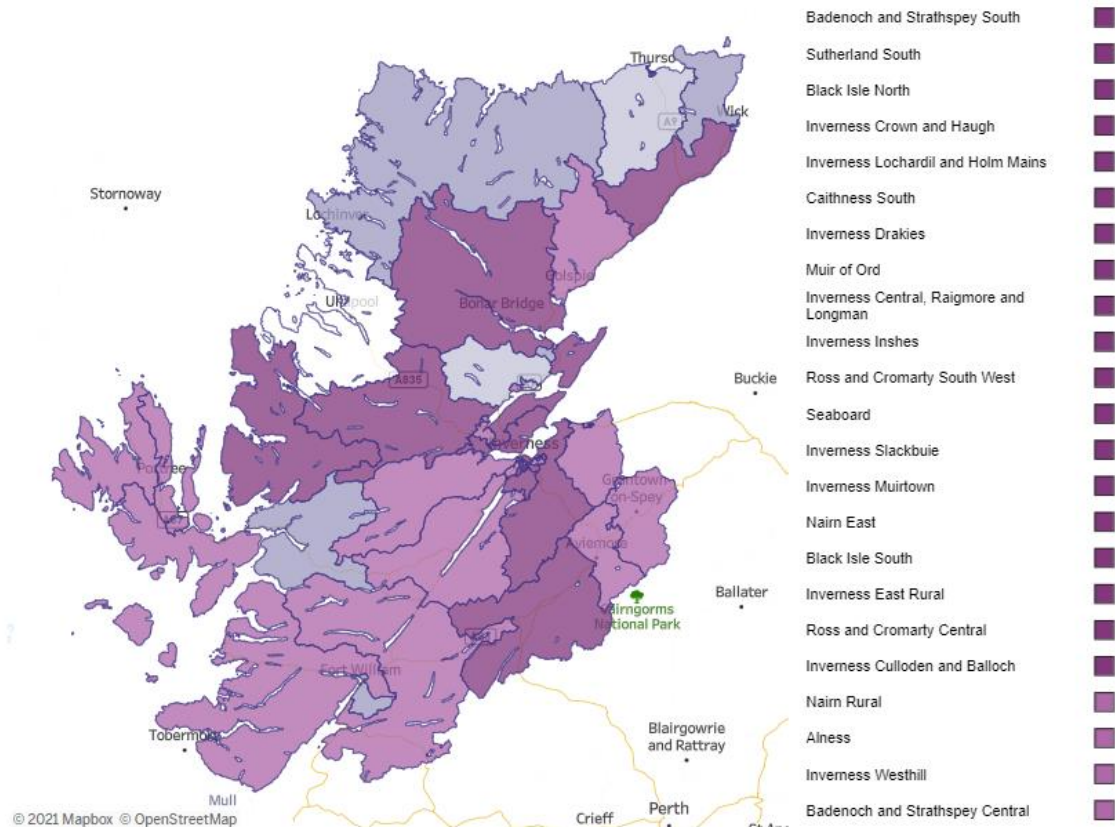 Thurso
A9
Wick
Stornoway
Lochinver
Golspie
Ullapool
Bonar Bridge
A835
Buckie
Inverness
Portree
Grantown-
on-Spey
A87
Aviemore
Ballater
Cairngorms
National Park
Fort William
Blairgowrie
and Rattray
Tobermory
Mull
Perth
Crieff
© 2021 Mapbox © OpenStreetMap
Badenoch and Strathspey South
Sutherland South
Black Isle North
Inverness Crown and Haugh
Inverness Lochardil and Holm Mains
Caithness South
Inverness Drakies
Muir of Ord
Inverness Central, Raigmore and
Longman
Inverness Inshes
Ross and Cromarty South West
Seaboard
Inverness Slackbuie
Inverness Muirtown
Nairn East
Black Isle South
Inverness East Rural
Ross and Cromarty Central
Inverness Culloden and Balloch
Nairn Rural
Alness
Inverness Westhill
Badenoch and Strathspey Central